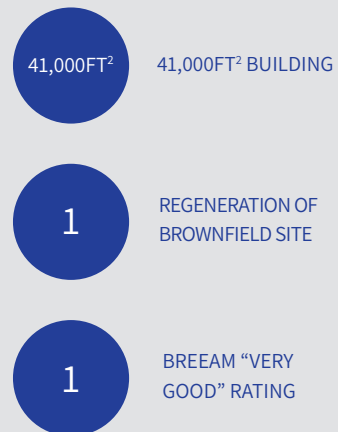 41,000FT²
41,000FT² BUILDING
1
REGENERATION OF
BROWNFIELD SITE
1
BREEAM “VERY
GOOD” RATING